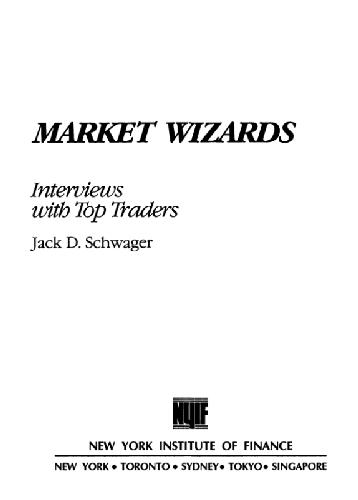 MARKET WIZARDS
Interviews
with Top Traders
Jack D. Schwager
NYIF
NEW YORK INSTITUTE OF FINANCE
NEW YORK • TORONTO • SYDNEY • TOKYO • SINGAPORE